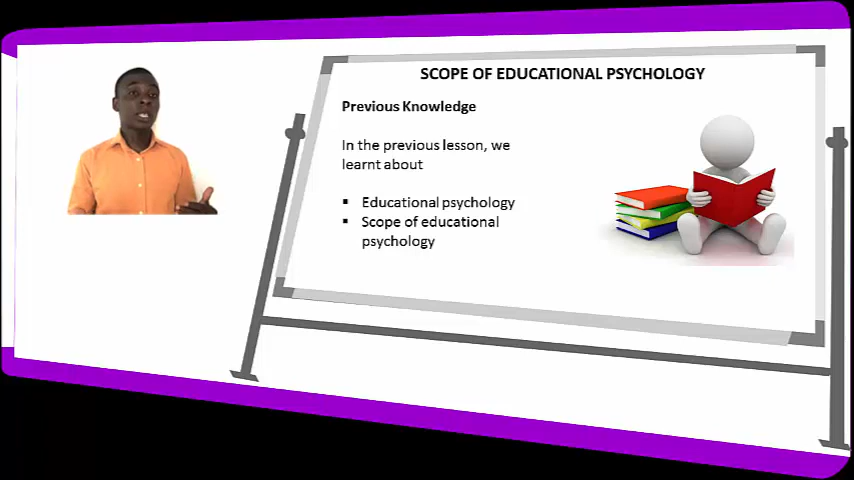 SCOPE OF EDUCATIONAL PSYCHOLOGY
Previous Knowledge
In the previous lesson, we
learnt about
▪ Educational psychology
▪ Scope of educational
psychology